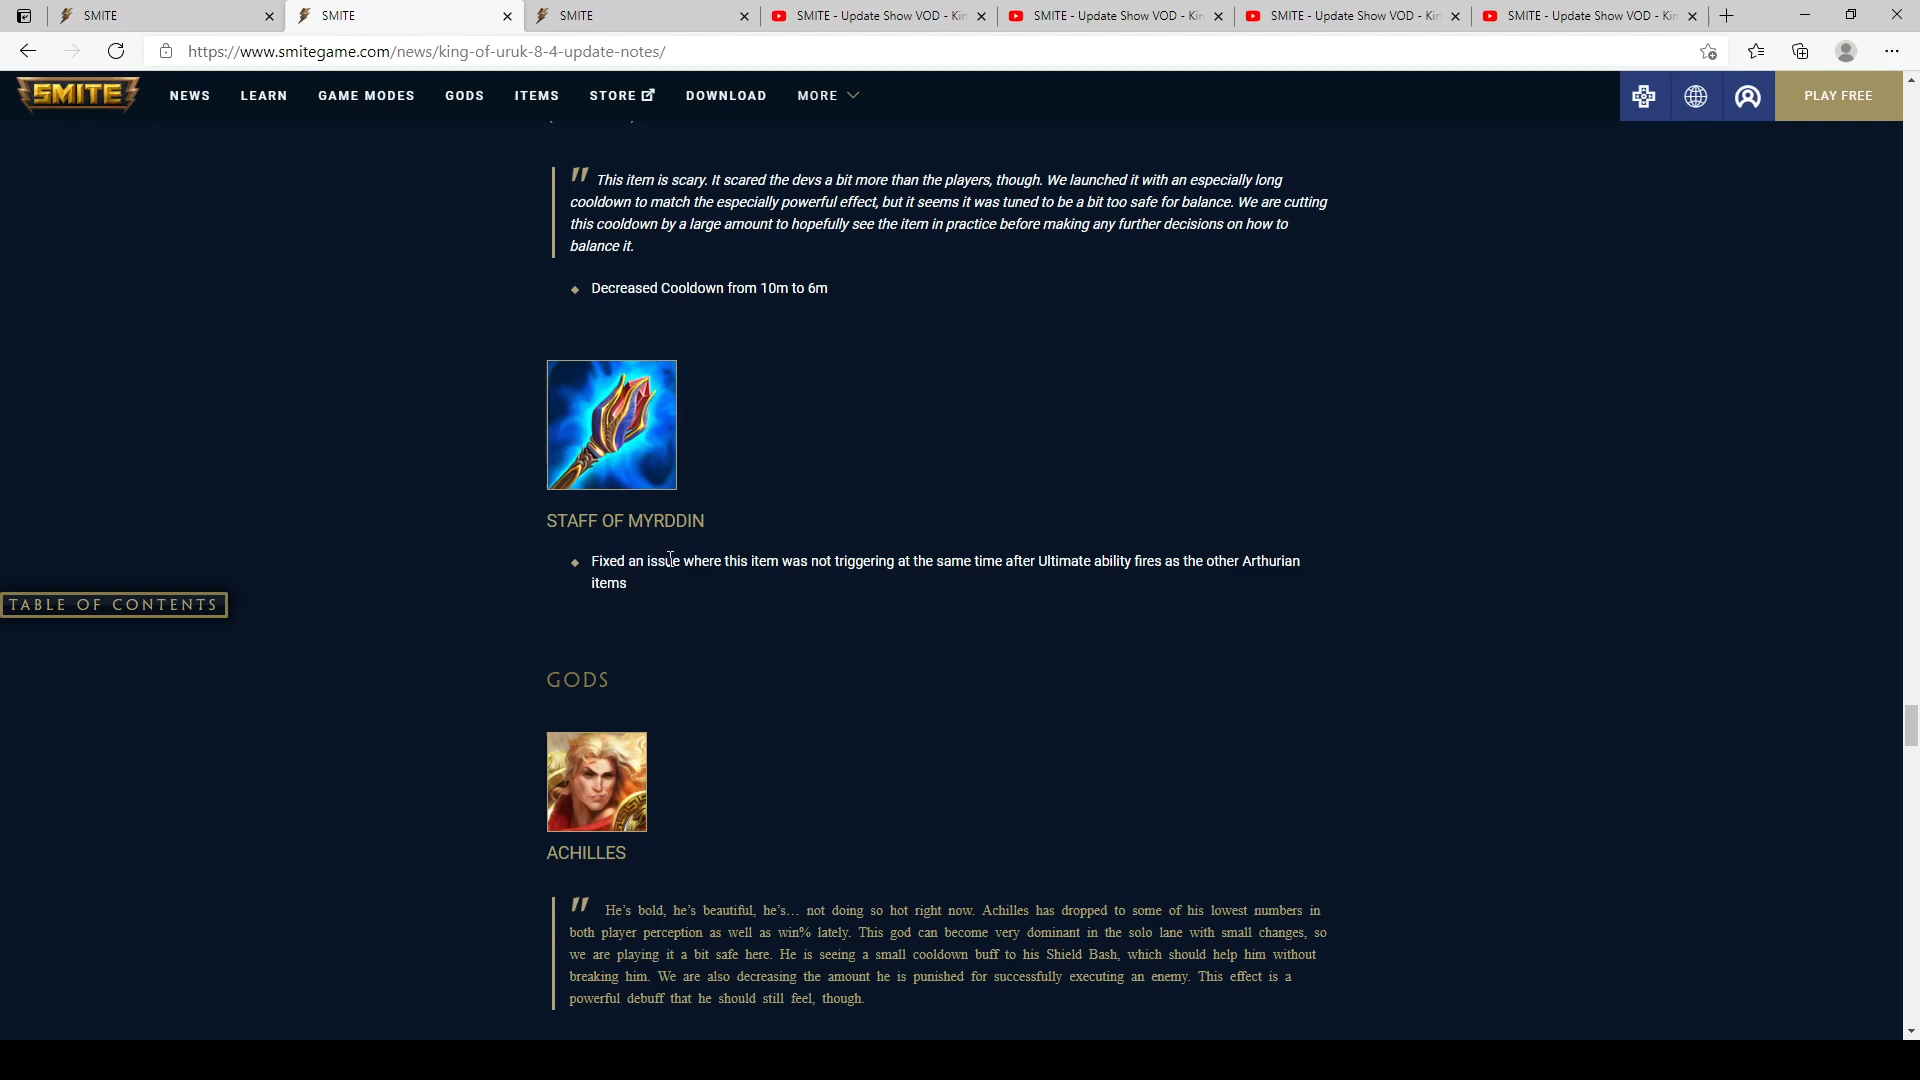 SMITE
SMITE
SMITE
SMITE - Update Show VOD - Kin
SMITE - Update Show VOD - Kin
SMITE - Update Show VOD - Kin
SMITE - Update Show VOD - Kin
https://www.smitegame.com/news/king-of-uruk-8-4-update-notes/
SMITE
NEWS
LEARN
GAME MODES
GODS
ITEMS
STORE
DOWNLOAD
MORE
PLAY FREE
" This item is scary. It scared the devs a bit more than the players, though. We launched it with an especially long
cooldown to match the especially powerful effect, but it seems it was tuned to be a bit too safe for balance. We are cutting
this cooldown by a large amount to hopefully see the item in practice before making any further decisions on how to
balance it.
Decreased Cooldown from 10m to 6m
STAFF OF MYRDDIN
Fixed an issue where this item was not triggering at the same time after Ultimate ability fires as the other Arthurian
items
TABLE OF CONTENTS
GODS
ACHILLES
" He's bold, he's beautiful, he's… not doing so hot right now. Achilles has dropped to some of his lowest numbers in
both player perception as well as win% lately. This god can become very dominant in the solo lane with small changes, so
we are playing it a bit safe here. He is seeing a small cooldown buff to his Shield Bash, which should help him without
breaking him. We are also decreasing the amount he is punished for successfully executing an enemy. This effect is a
powerful debuff that he should still feel, though.